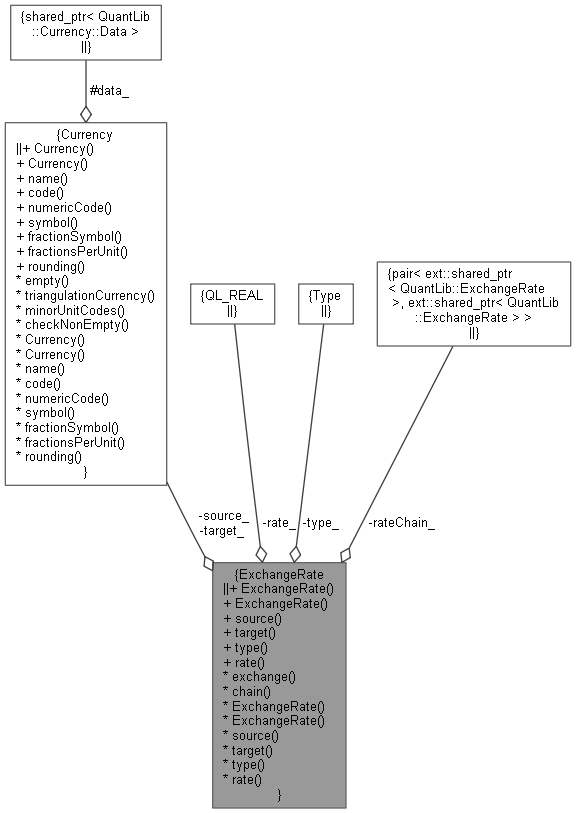 {shared_ptr< QuantLib
::Currency::Data >
||}
#data_
{Currency
||+ Currency()
+ Currency()
+ name()
+ code()
+ numericCode()
+ symbol()
+ fractionSymbol()
+ fractionsPerUnit()
+ rounding()
* empty()
* triangulationCurrency()
* minorUnitCodes()
* checkNonEmpty()
* Currency()
* Currency()
* name()
* code()
* numericCode()
* symbol()
* fractionSymbol()
* fractionsPerUnit()
* rounding()
}
{QL_REAL
||}
{Type
||}
{pair< ext::shared_ptr
< QuantLib::ExchangeRate
>, ext::shared_ptr< QuantLib
::ExchangeRate > >
||}
-source_
-target_
-rate_
-type_
-rateChain_
{ExchangeRate
||+ ExchangeRate()
+ ExchangeRate()
+ source()
+ target()
+ type()
+ rate()
* exchange()
* chain()
* ExchangeRate()
* ExchangeRate()
* source()
* target()
* type()
* rate()
}